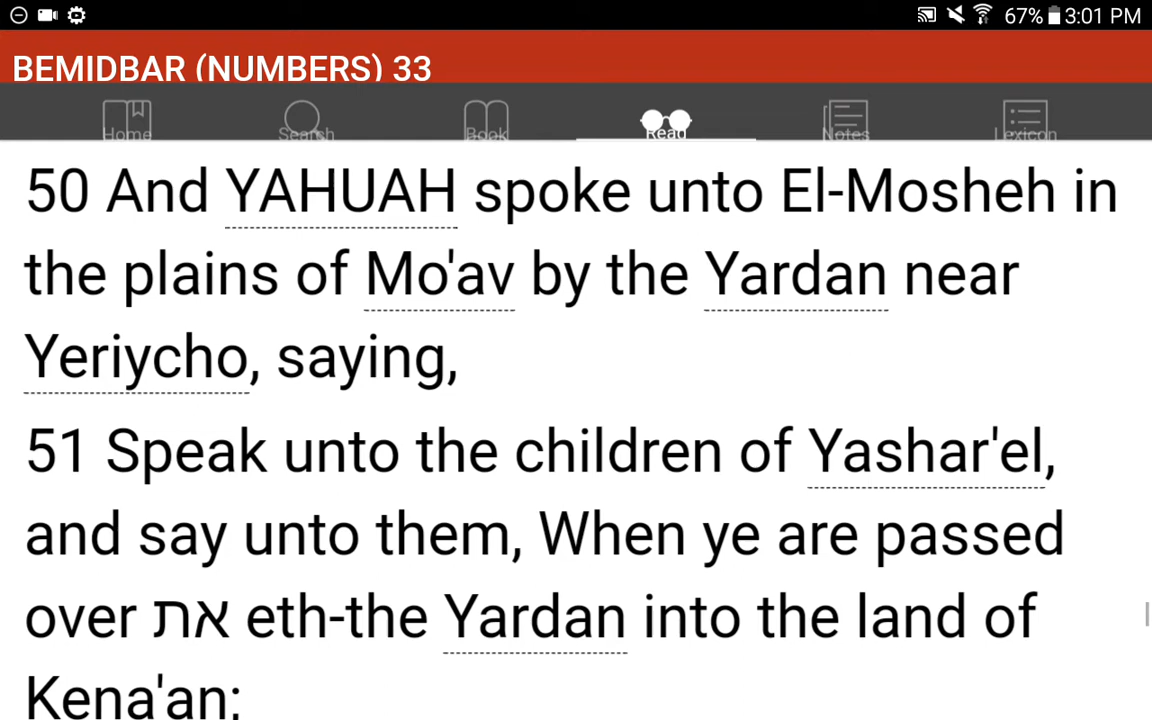 67% 3:01 PM
BEMIDBAR (NUMBERS) 33
Home Search Book Read Notes Lexicon
50 And YAHUAH spoke unto El-Mosheh in
the plains of Mo'av by the Yardan near
Yeriycho, saying,
51 Speak unto the children of Yashar'el,
and say unto them, When ye are passed
over את eth-the Yardan into the land of
Kena'an;